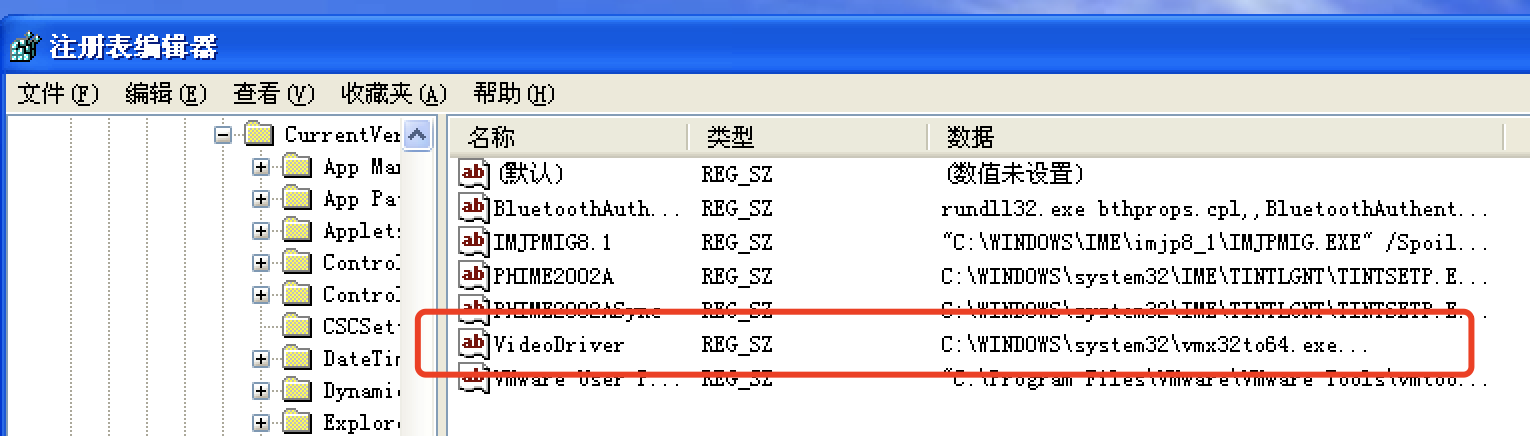 注册表编辑器
文件(F) 编辑(E) 查看(V) 收藏夹(A) 帮助(H)
CurrentVer
App Man
App Pa
Applets
Control
Control
CSCSet
DateTim
Dynami
Explor
名称 类型 数据
(默认) REG_SZ (数值未设置)
BluetoothAuth... REG_SZ rundll32.exe bthprops.cpl,,BluetoothAuthent...
IMJPMIG8.1 REG_SZ "C:\WINDOWS\IME\imjp8_1\IMJPMIG.EXE" /Spoil...
PHIME2002A REG_SZ C:\WINDOWS\system32\IME\TINTLGNT\TINTSETP.E...
PHIME2002ASync REG_SZ C:\WINDOWS\system32\IME\TINTLGNT\TINTSETP.E...
VideoDriver REG_SZ C:\WINDOWS\system32\vmx32to64.exe...
VMware User P... REG_SZ "C:\Program Files\VMware\VMware Tools\vmtoo...